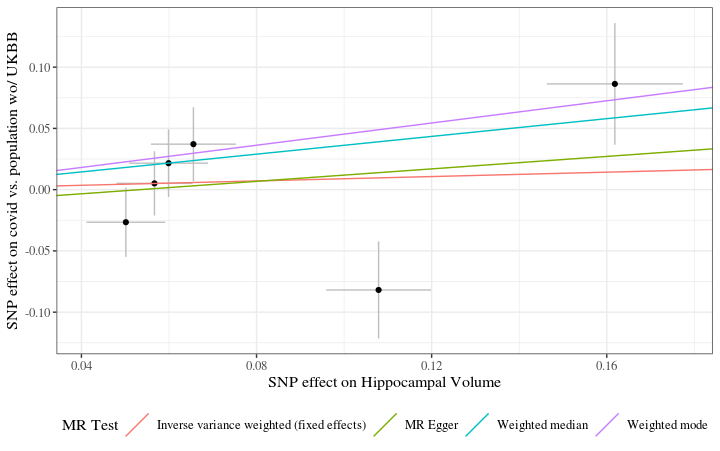 SNP effect on covid vs. population wo/ UKBB
0.10
0.05
0.00
-0.05
-0.10
0.04 0.08 0.12 0.16
SNP effect on Hippocampal Volume
MR Test Inverse variance weighted (fixed effects) MR Egger Weighted median Weighted mode